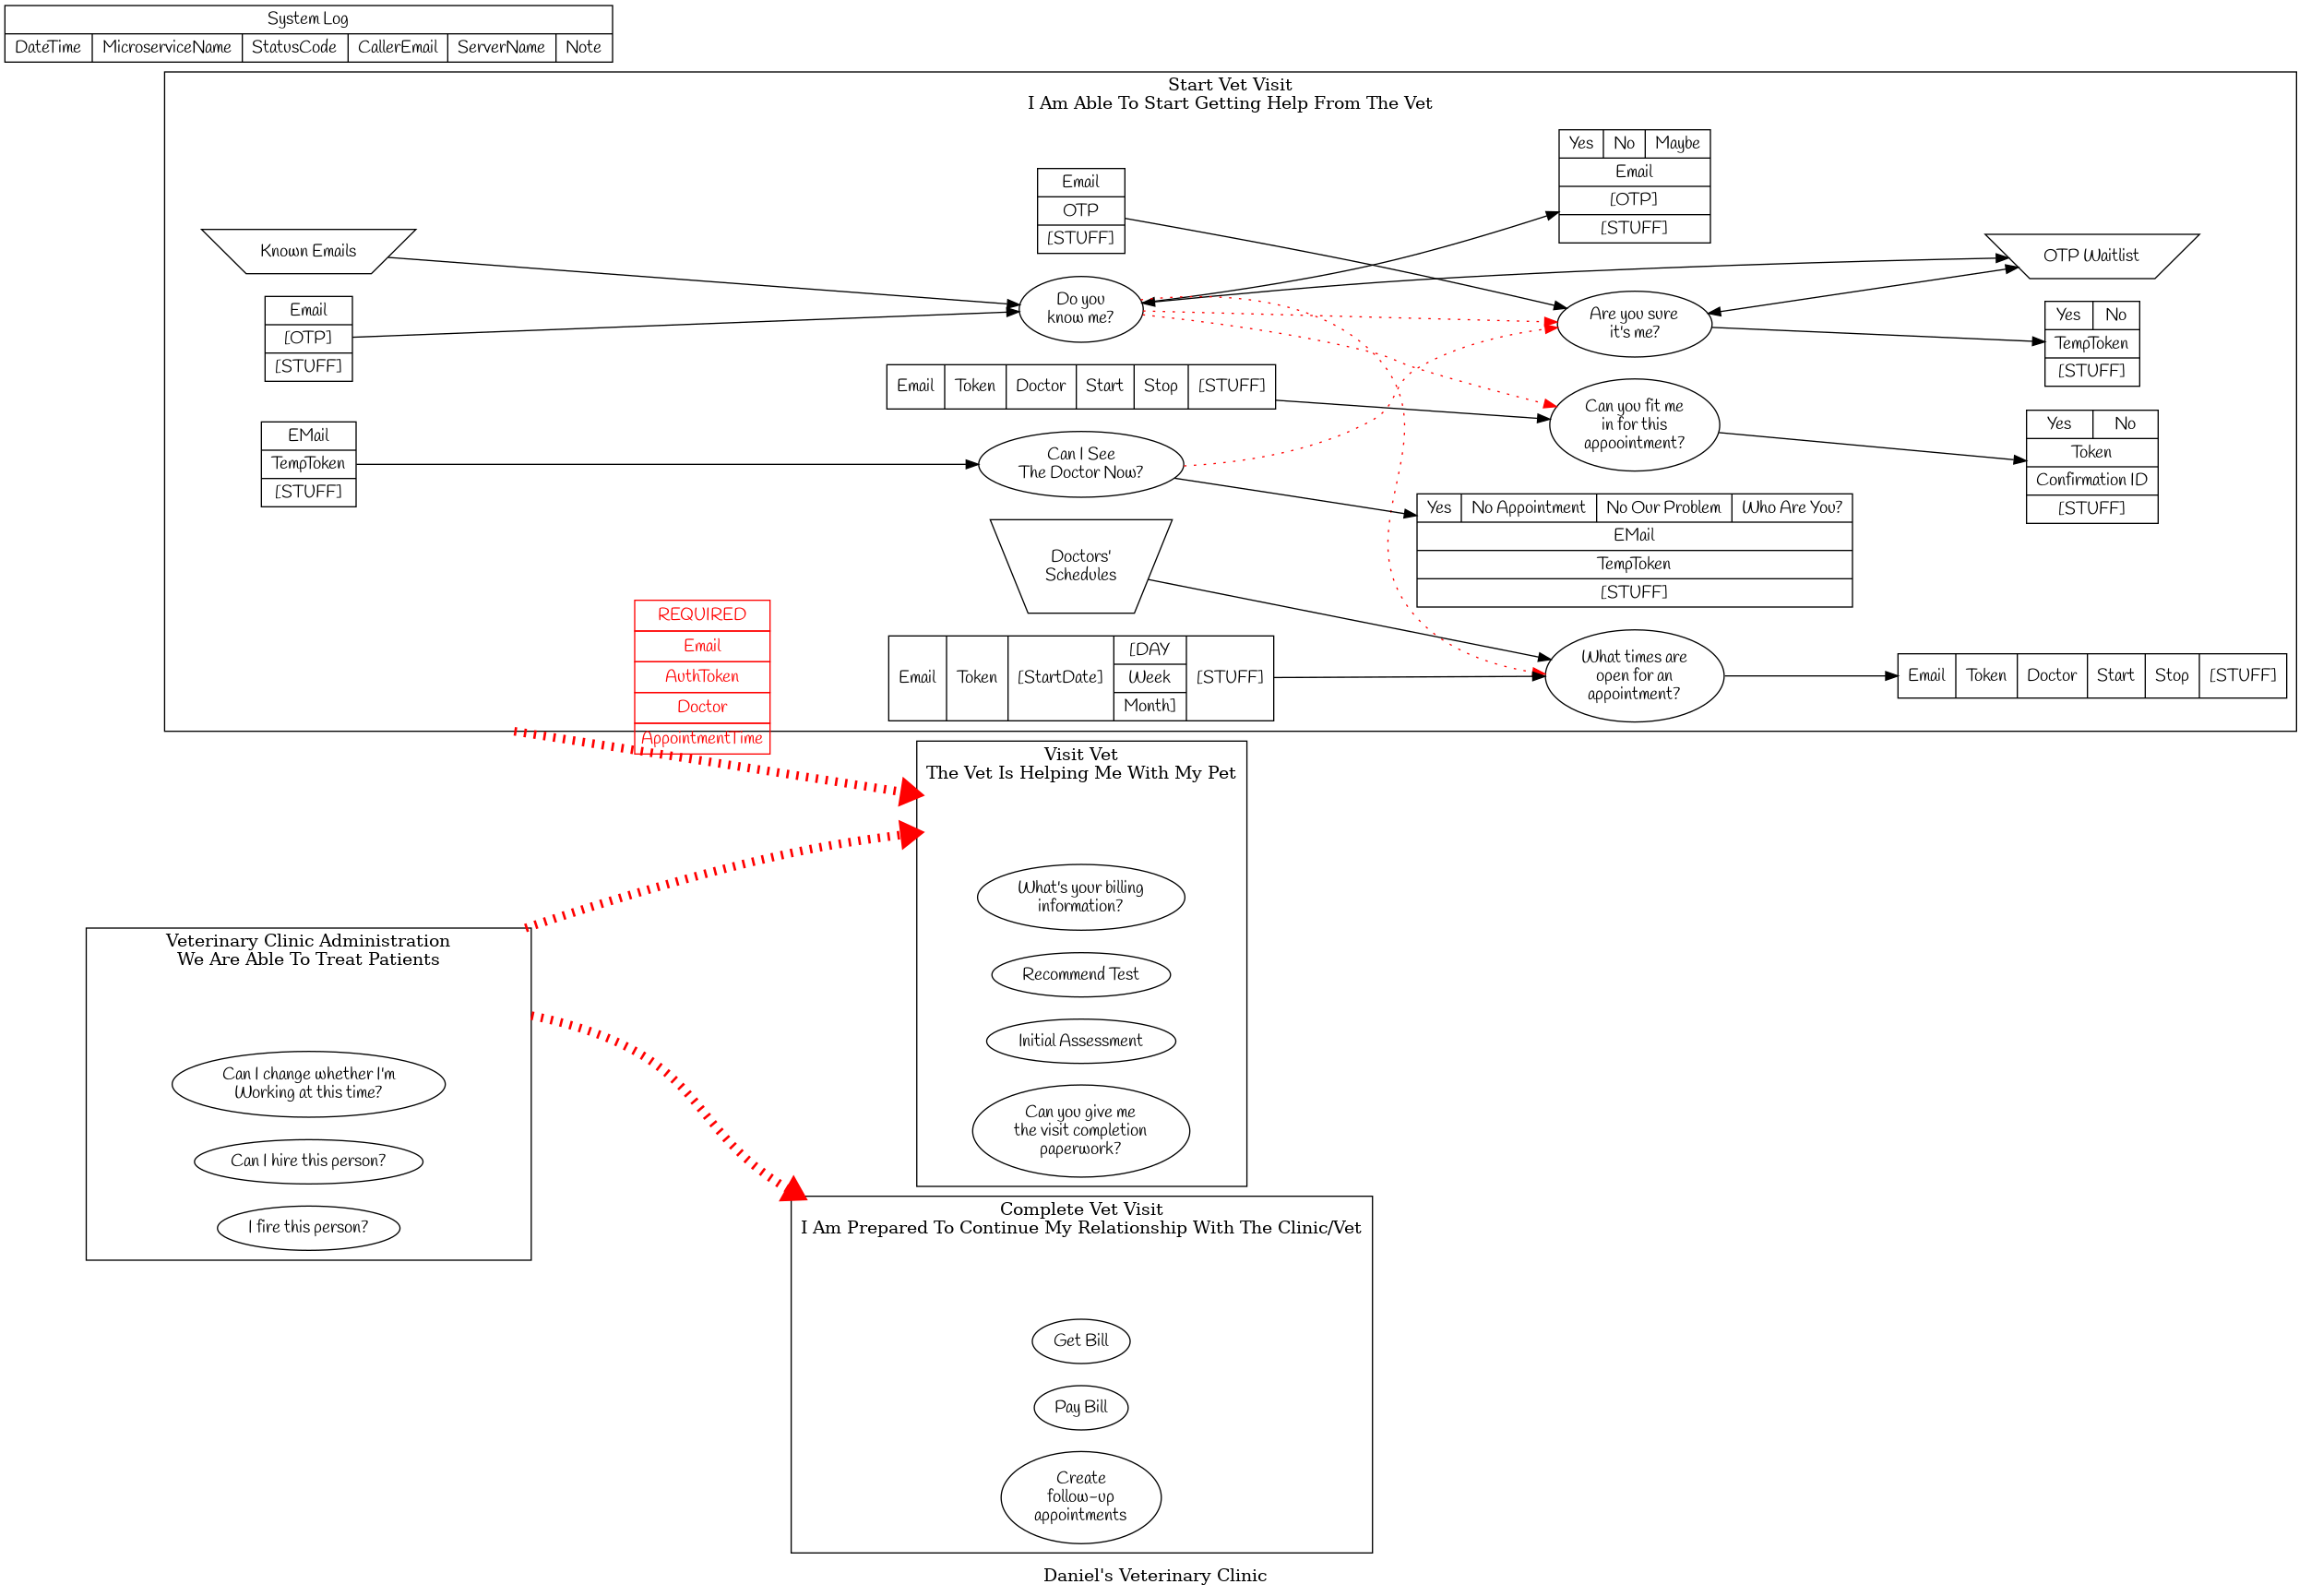 System Log
DateTime MicroserviceName StatusCode CallerEmail ServerName Note
Start Vet Visit
I Am Able To Start Getting Help From The Vet
Known Emails
Email
[OTP]
[STUFF]
EMail
TempToken
[STUFF]
Email
OTP
[STUFF]
Do you
know me?
Email Token Doctor Start Stop [STUFF]
Can I See
The Doctor Now?
Doctors'
Schedules
Email Token [StartDate] [DAY
Week
Month] [STUFF]
Yes No Maybe
Email
[OTP]
[STUFF]
Are you sure
it's me?
Can you fit me
in for this
appoointment?
Yes No Appointment No Our Problem Who Are You?
EMail
TempToken
[STUFF]
What times are
open for an
appointment?
OTP Waitlist
Yes No
TempToken
[STUFF]
Yes No
Token
Confirmation ID
[STUFF]
Email Token Doctor Start Stop [STUFF]
REQUIRED
Email
AuthToken
Doctor
AppointmentTime
Visit Vet
The Vet Is Helping Me With My Pet
What's your billing
information?
Recommend Test
Initial Assessment
Can you give me
the visit completion
paperwork?
Veterinary Clinic Administration
We Are Able To Treat Patients
Can I change whether I'm
Working at this time?
Can I hire this person?
I fire this person?
Complete Vet Visit
I Am Prepared To Continue My Relationship With The Clinic/Vet
Get Bill
Pay Bill
Create
follow-up
appointments
Daniel's Veterinary Clinic